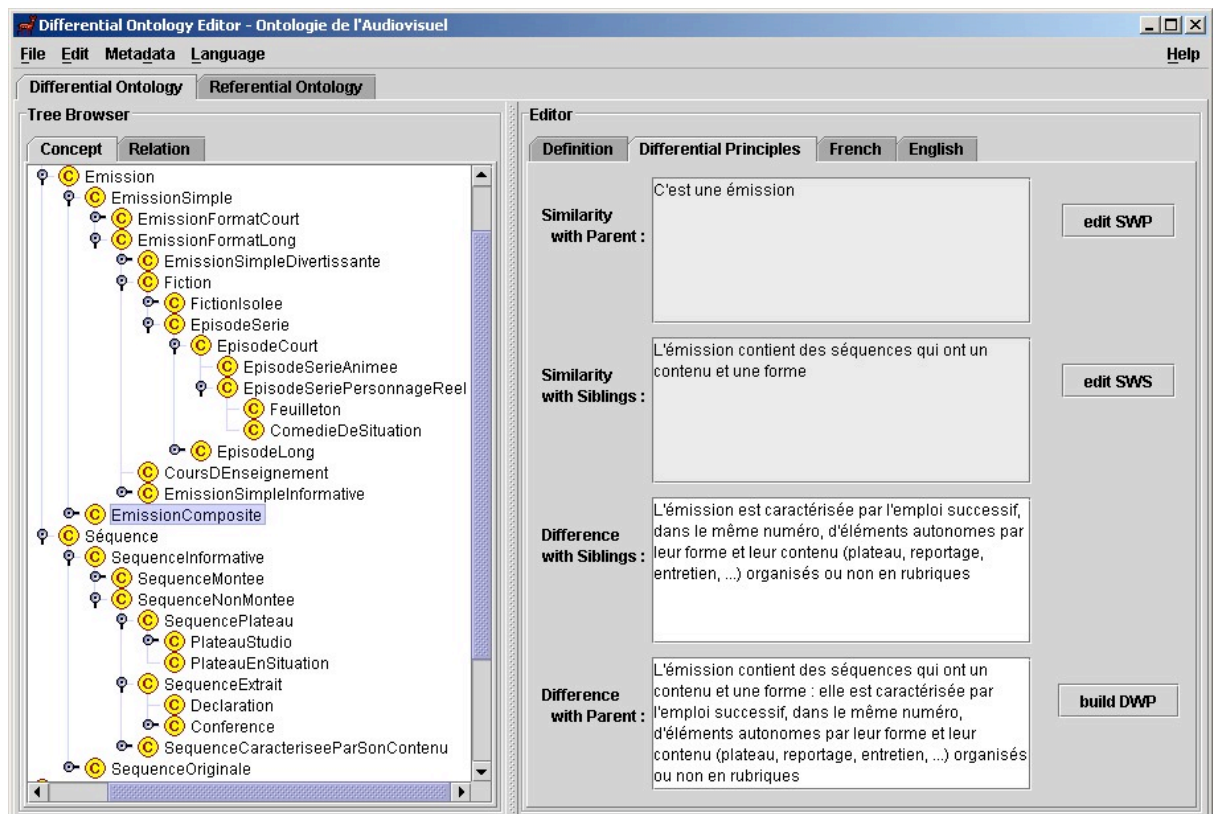 Differential Ontology Editor - Ontologie de l'Audiovisuel
File Edit Metadata Language Help
Differential Ontology Referential Ontology
Tree Browser
Concept Relation
C Emission
C EmissionSimple
C EmissionFormatCourt
C EmissionFormatLong
C EmissionSimpleDivertissante
C Fiction
C FictionIsolee
C EpisodeSerie
C EpisodeCourt
C EpisodeSerieAnimee
C EpisodeSeriePersonnageReel
C Feuilleton
C ComedieDeSituation
C EpisodeLong
C CoursDEnseignement
C EmissionSimpleInformative
C EmissionComposite
C Séquence
C SequenceInformative
C SequenceMontee
C SequenceNonMontee
C SequencePlateau
C PlateauStudio
C PlateauEnSituation
C SequenceExtrait
C Declaration
C Conference
C SequenceCaracteriseeParSonContenu
C SequenceOriginale
Editor
Definition Differential Principles French English
Similarity
with Parent :
C'est une émission
edit SWP
Similarity
with Siblings :
L'émission contient des séquences qui ont un
contenu et une forme
edit SWS
Difference
with Siblings :
L'émission est caractérisée par l'emploi successif,
dans le même numéro, d'éléments autonomes par
leur forme et leur contenu (plateau, reportage,
entretien, ...) organisés ou non en rubriques
Difference
with Parent :
L'émission contient des séquences qui ont un
contenu et une forme : elle est caractérisée par
l'emploi successif, dans le même numéro,
d'éléments autonomes par leur forme et leur
contenu (plateau, reportage, entretien, ...) organisés
ou non en rubriques
build DWP